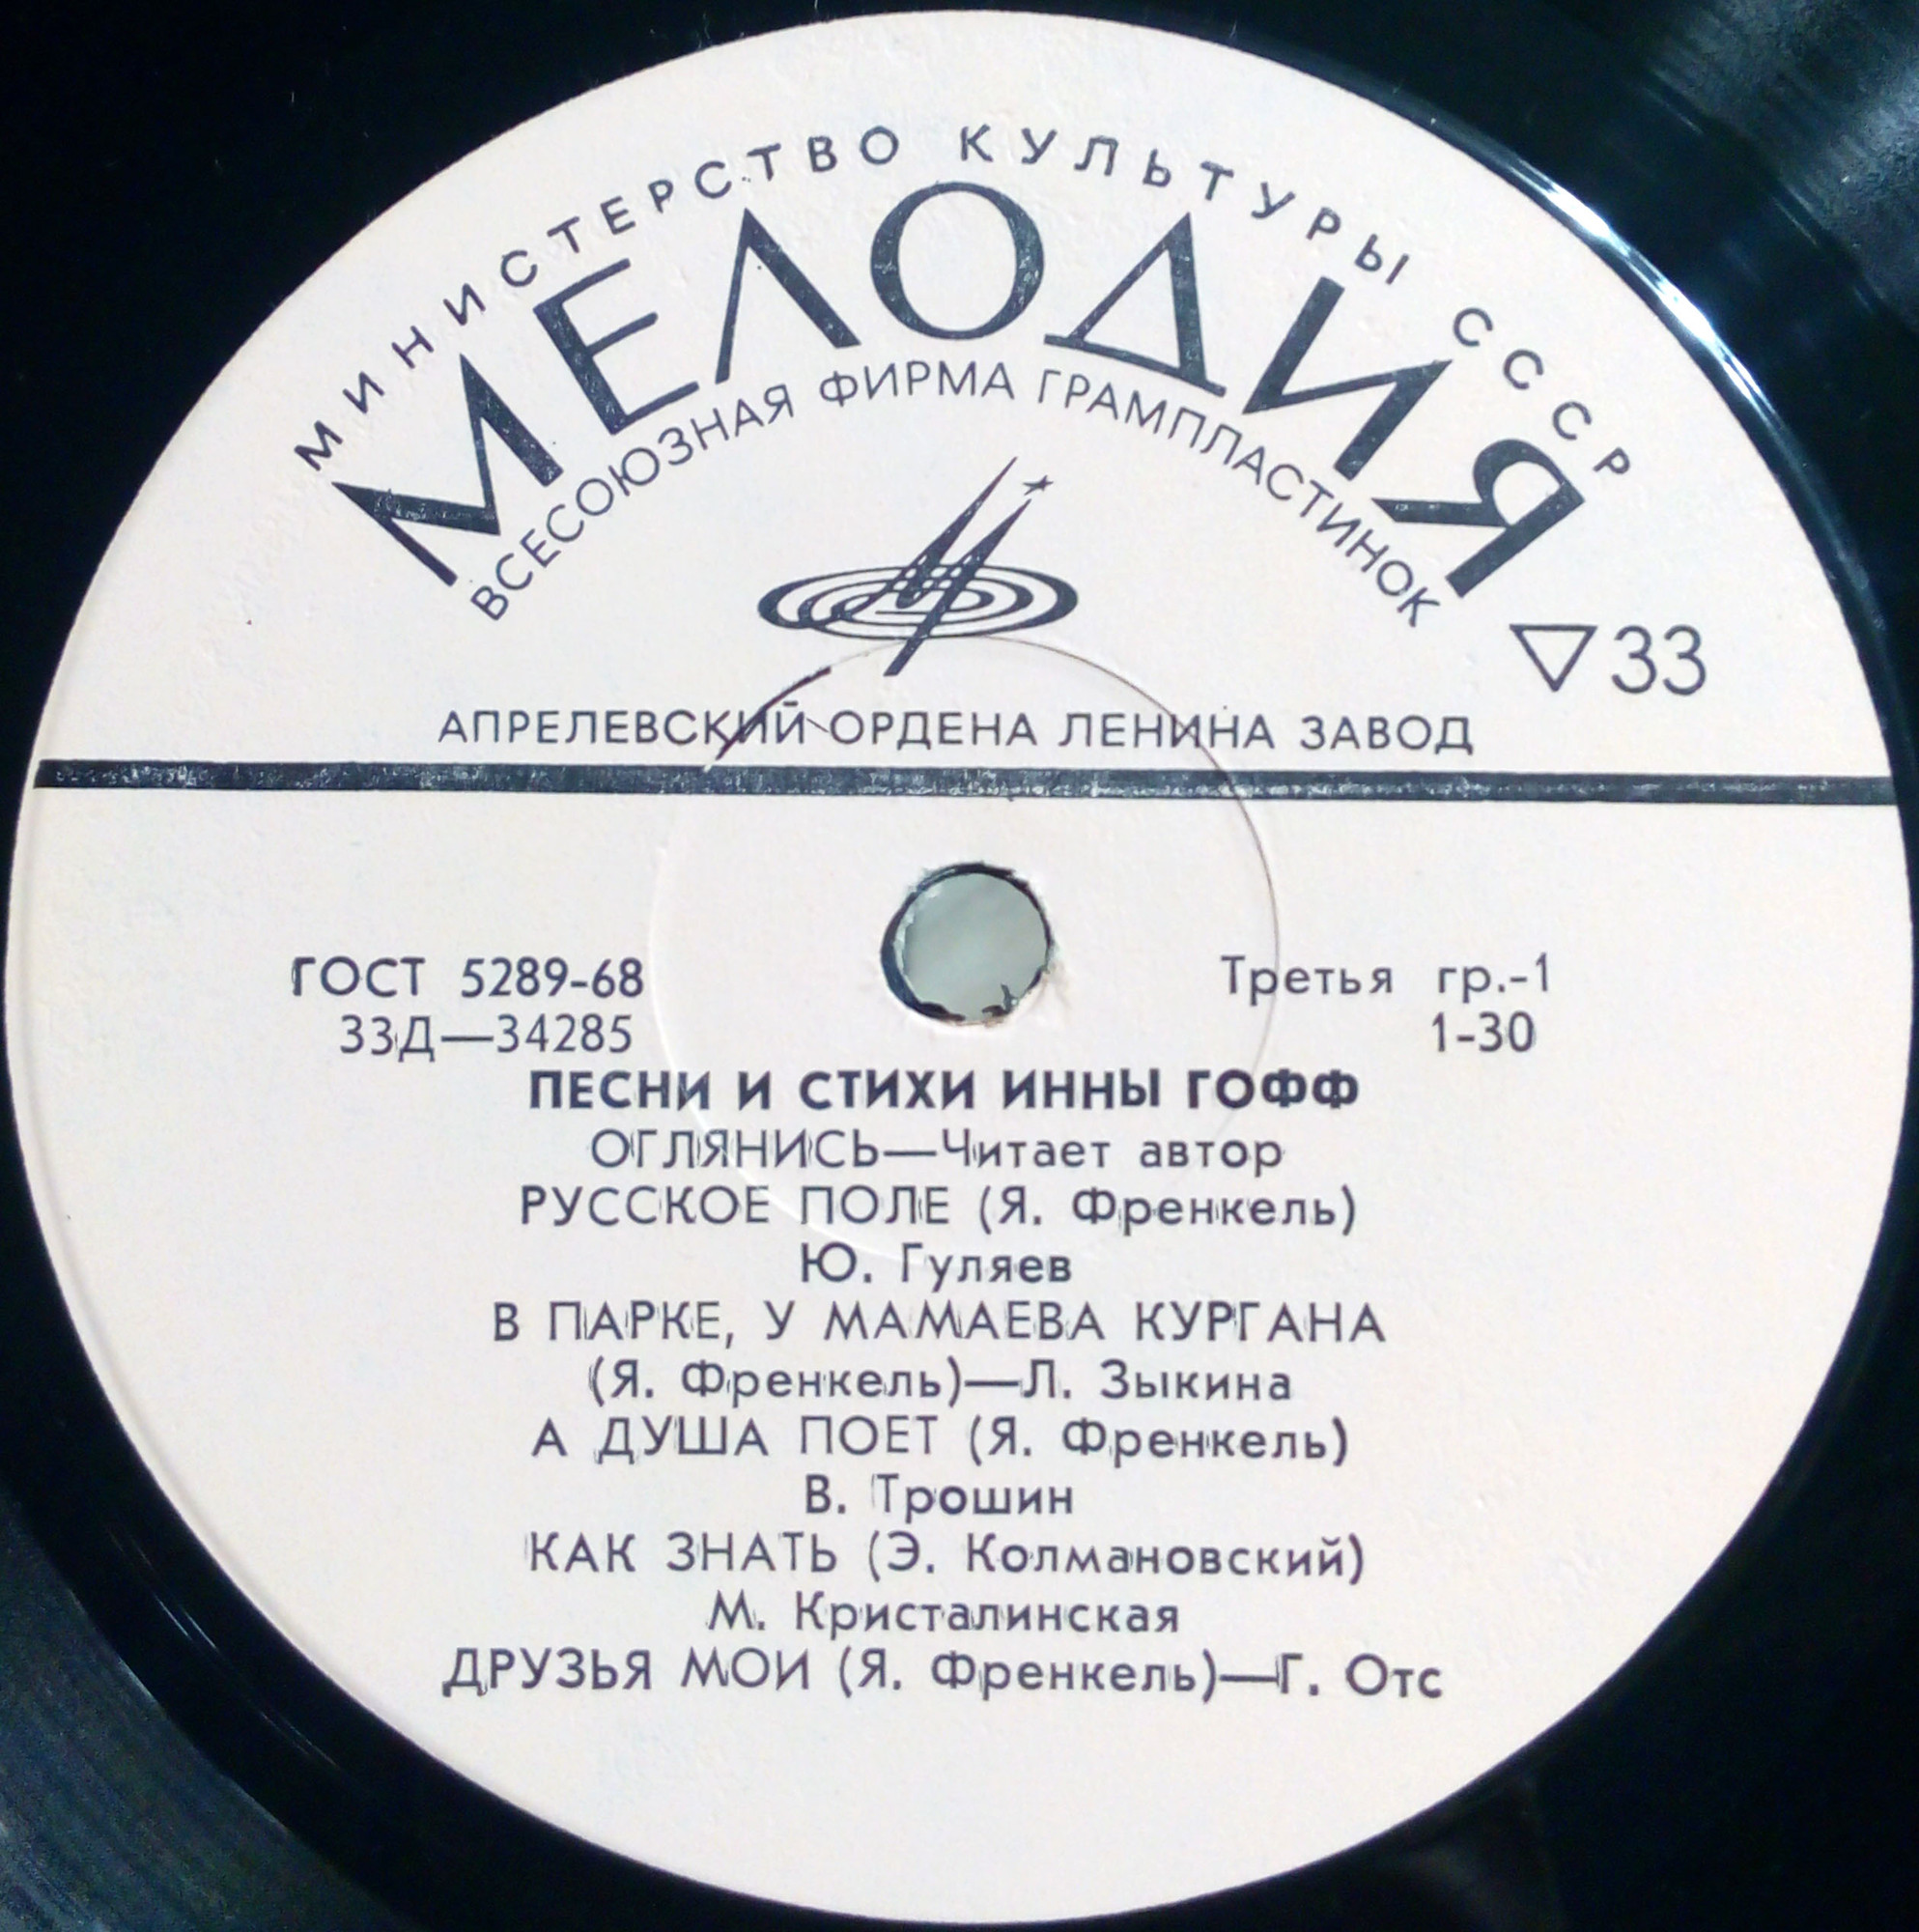 МИНИСТЕРСТВО КУЛЬТУРЫ СССР
МЕЛОДИЯ
ВСЕСОЮЗНАЯ ФИРМА ГРАМПЛАСТИНОК
▽33
АПРЕЛЕВСКИЙ ОРДЕНА ЛЕНИНА ЗАВОД
ГОСТ 5289-68 Третья гр.-1
33Д—34285 1-30
ПЕСНИ И СТИХИ ИННЫ ГОФФ
ОГЛЯНИСЬ—Читает автор
РУССКОЕ ПОЛЕ (Я. Френкель)
Ю. Гуляев
В ПАРКЕ, У МАМАЕВА КУРГАНА
(Я. Френкель)—Л. Зыкина
А ДУША ПОЕТ (Я. Френкель)
В. Трошин
КАК ЗНАТЬ (Э. Колмановский)
М. Кристалинская
ДРУЗЬЯ МОИ (Я. Френкель)—Г. Отс